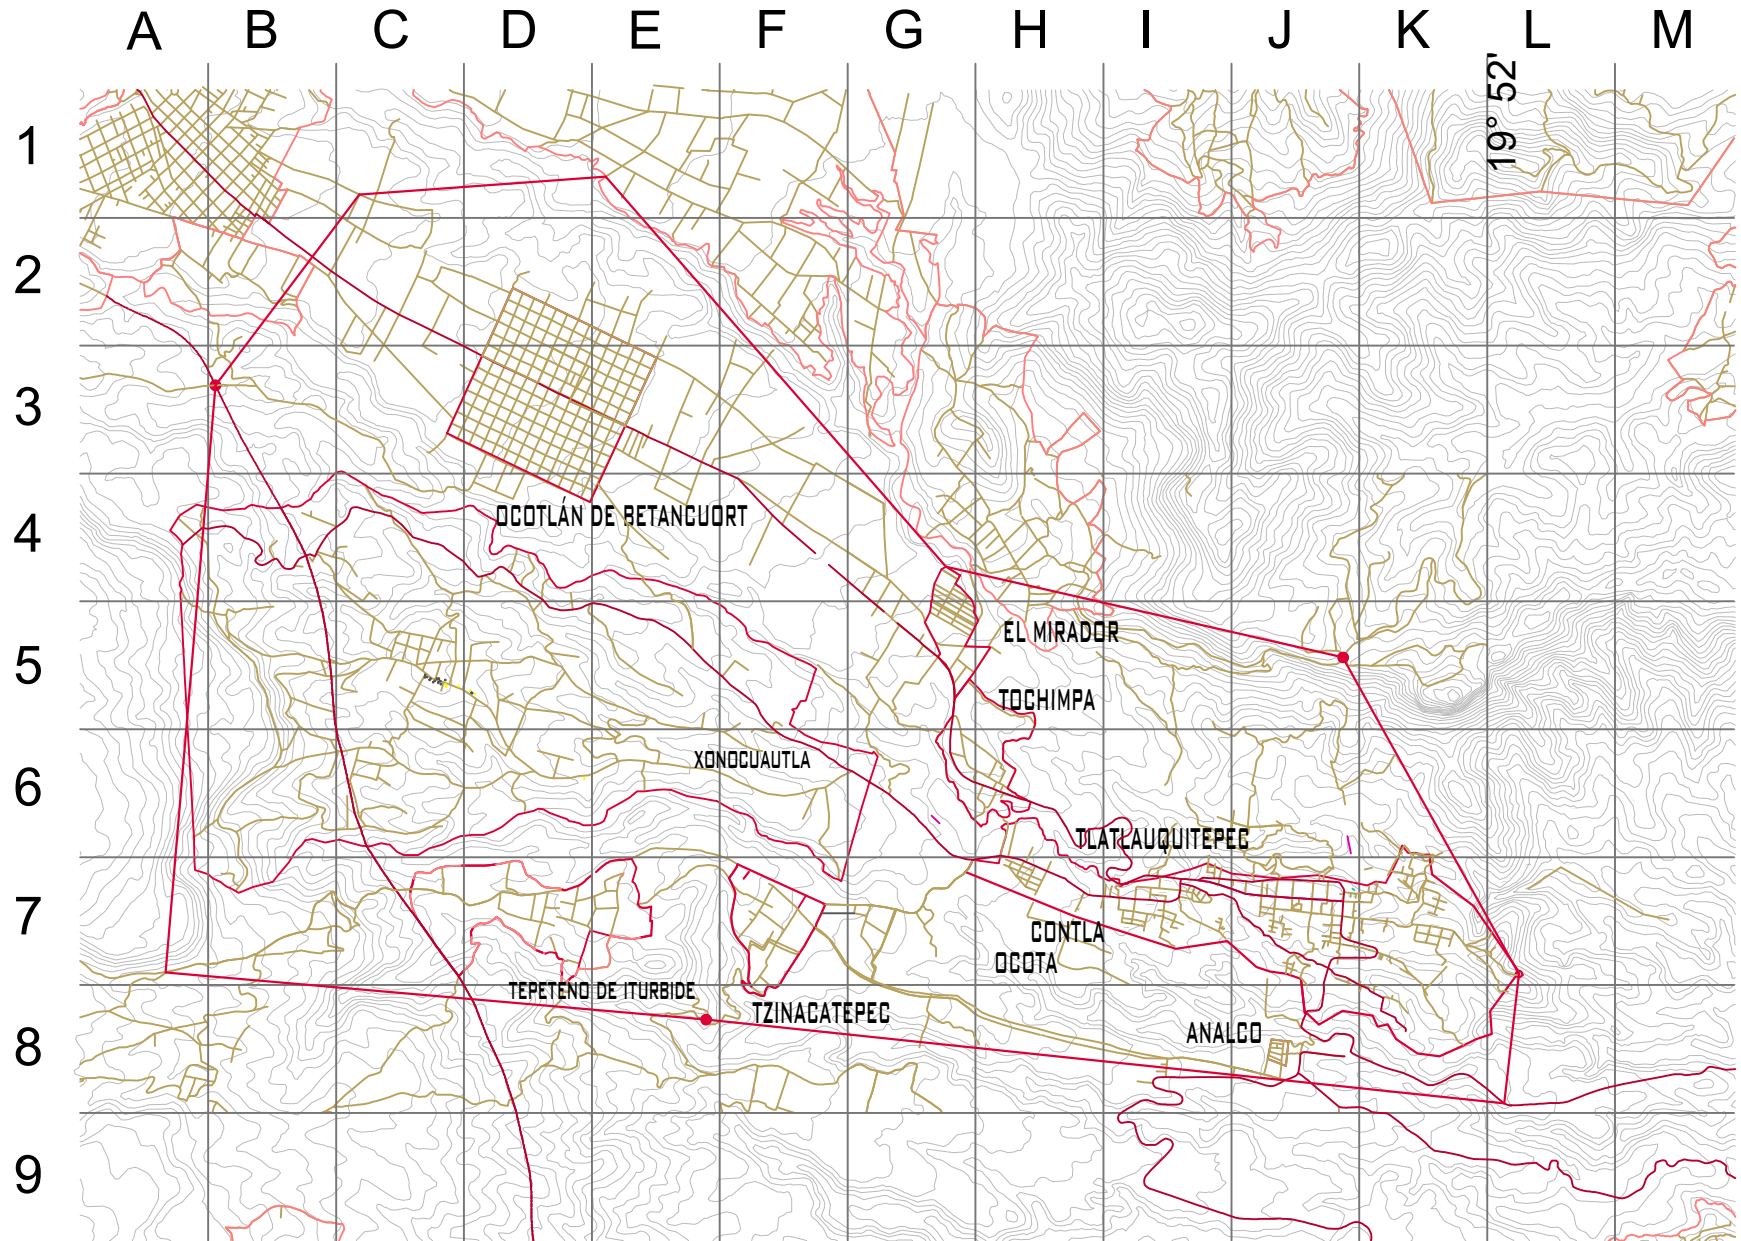 A B C D E F G H I J K L M
19° 52'
1
2
3
4
OCOTLÁN DE BETANCUORT
EL MIRADOR
5
TOCHIMPA
XONOCUAUTLA
6
TLATLAUQUITEPEC
7
CONTLA
OCOTA
TEPETENO DE ITURBIDE
TZINACATEPEC
ANALCO
8
9